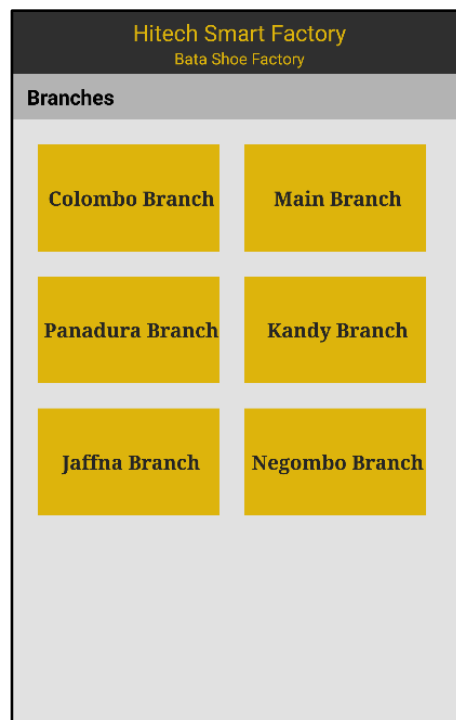 Hitech Smart Factory
Bata Shoe Factory
Branches
Colombo Branch
Main Branch
Panadura Branch
Kandy Branch
Jaffna Branch
Negombo Branch